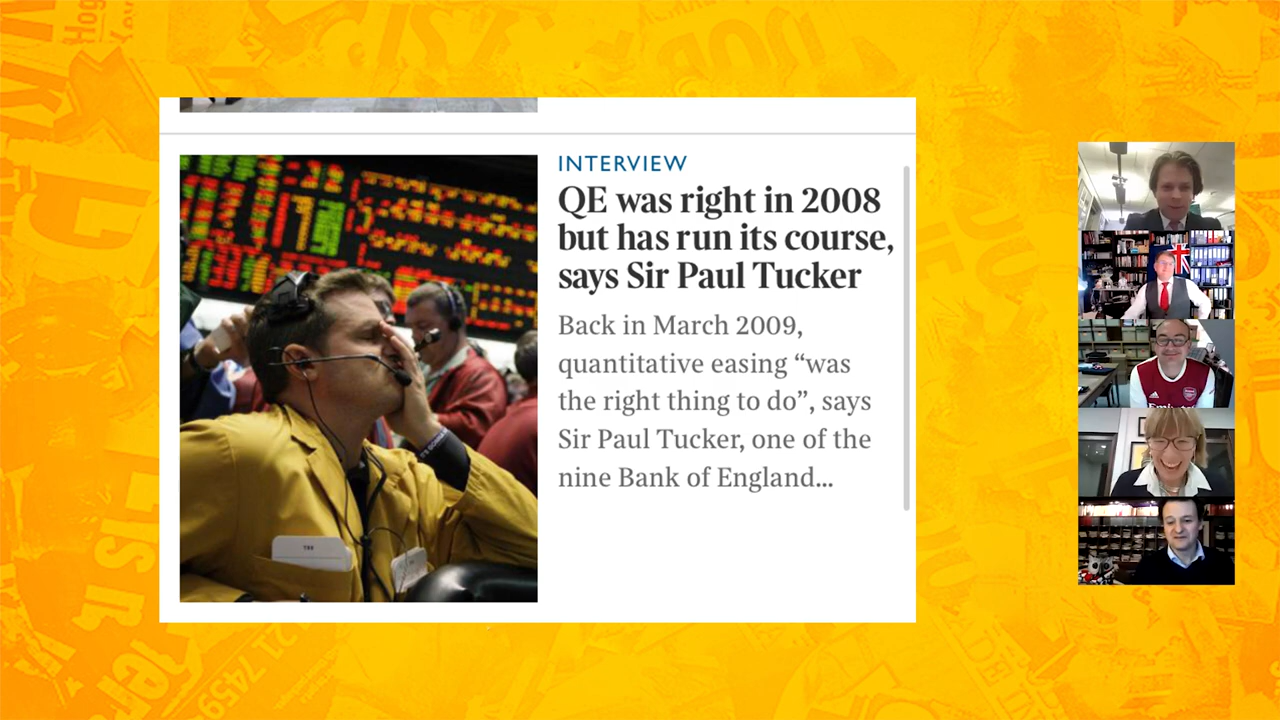 INTERVIEW
QE was right in 2008
but has run its course,
says Sir Paul Tucker
Back in March 2009,
quantitative easing “was
the right thing to do”, says
Sir Paul Tucker, one of the
nine Bank of England...